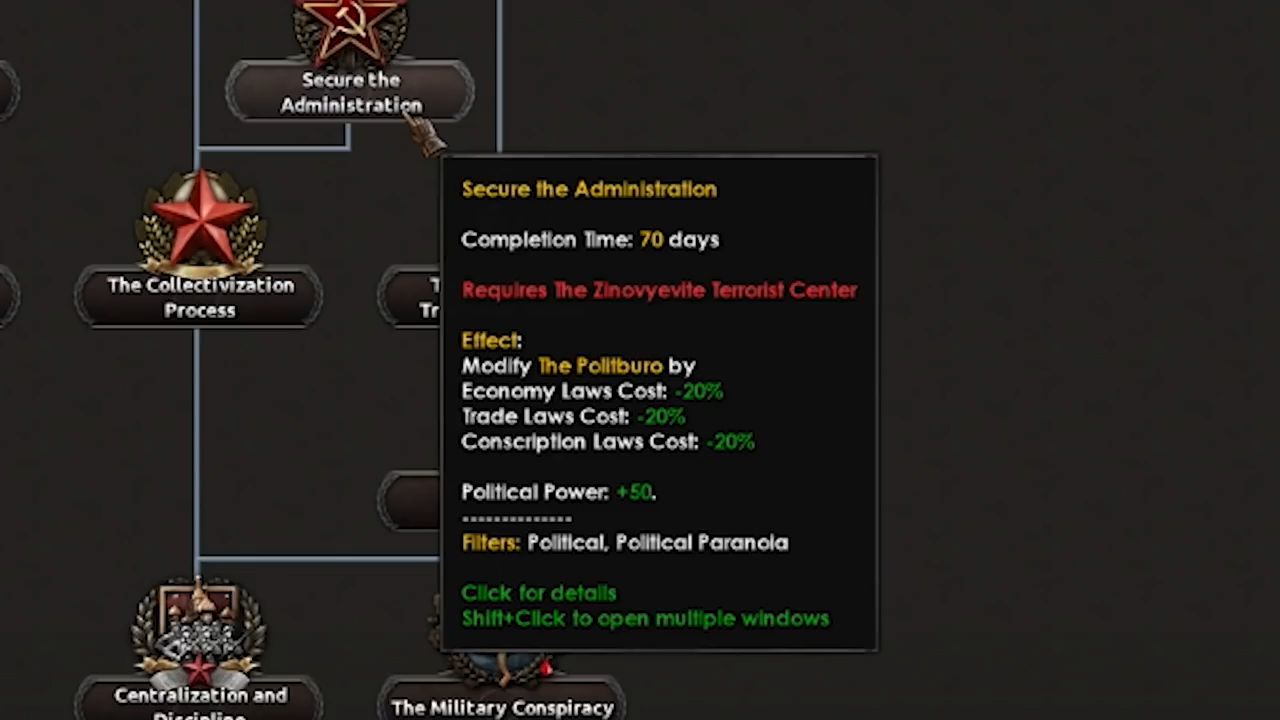 Secure the
Administration
Secure the Administration
Completion Time: 70 days
Requires The Zinovyevite Terrorist Center
Effect:
Modify The Politburo by
Economy Laws Cost: -20%
Trade Laws Cost: -20%
Conscription Laws Cost: -20%
Political Power: +50.
--------------
Filters: Political, Political Paranoia
Click for details
Shift+Click to open multiple windows
The Collectivization
Process
T
Tr
Centralization and
Discipline
The Military Conspiracy